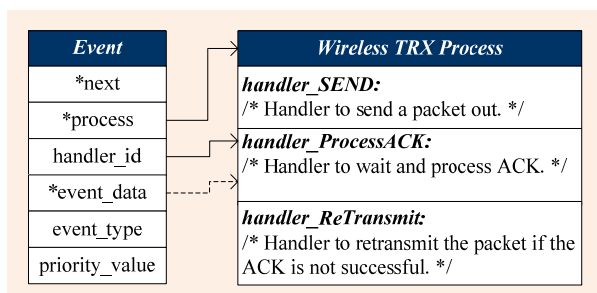 Event
*next
*process
handler_id
*event_data
event_type
priority_value
Wireless TRX Process
handler_SEND:
/* Handler to send a packet out. */
handler_ProcessACK:
/* Handler to wait and process ACK. */
handler_ReTransmit:
/* Handler to retransmit the packet if the
ACK is not successful. */